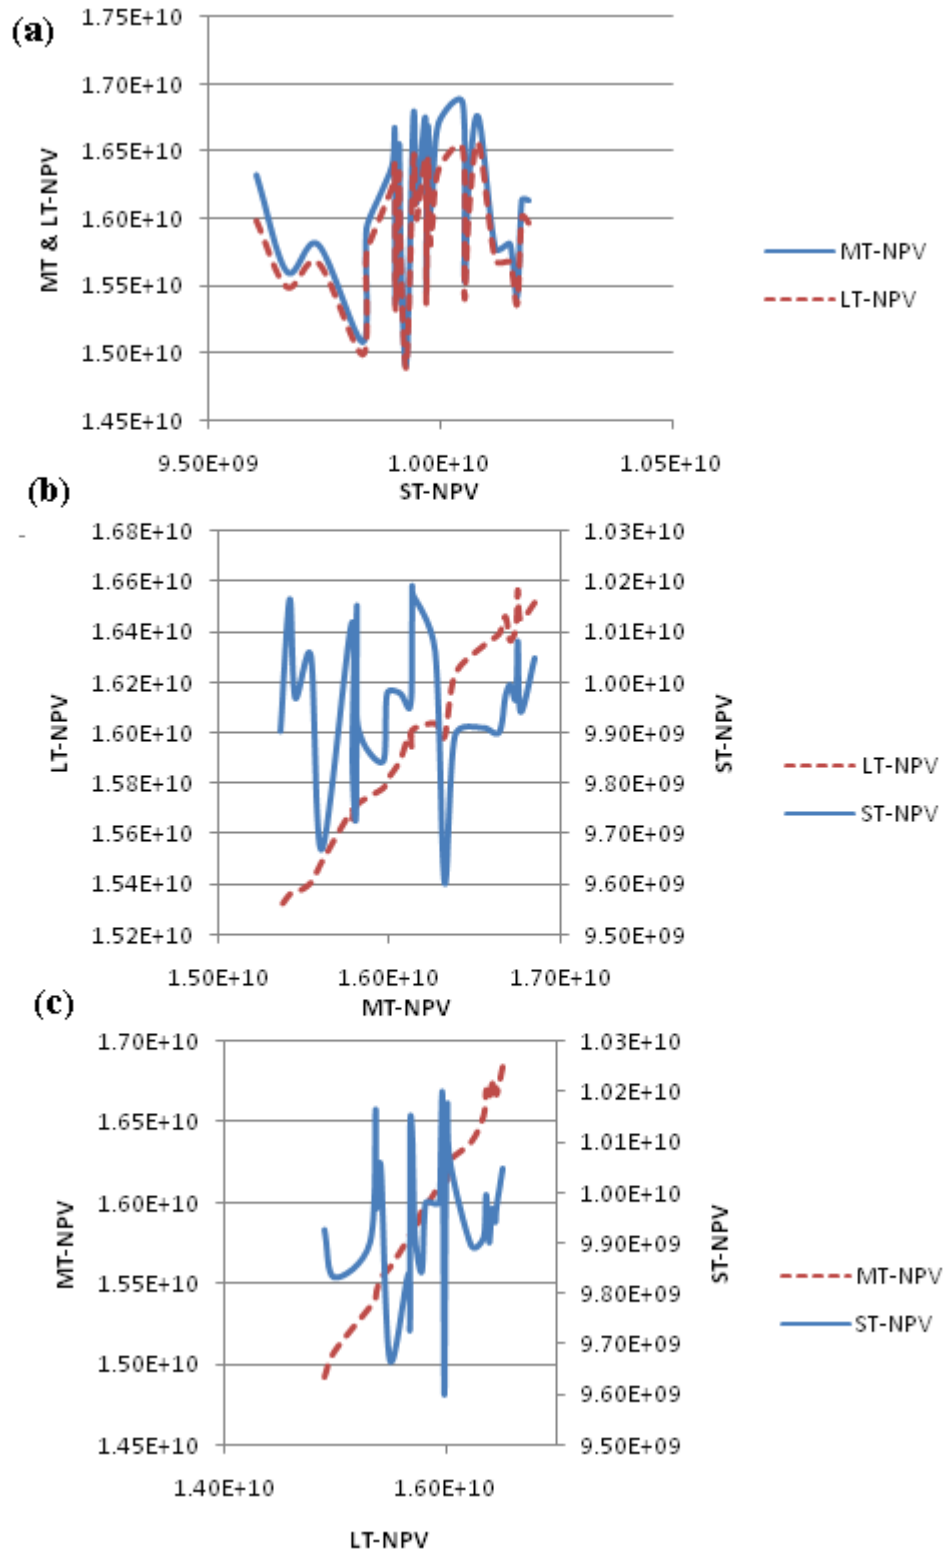 (a)
1.75E+10
1.70E+10
1.65E+10
1.60E+10
1.55E+10
1.50E+10
1.45E+10
MT & LT-NPV
9.50E+09 1.00E+10 1.05E+10
ST-NPV
MT-NPV
LT-NPV
(b)
1.68E+10
1.66E+10
1.64E+10
1.62E+10
1.60E+10
1.58E+10
1.56E+10
1.54E+10
1.52E+10
LT-NPV
1.03E+10
1.02E+10
1.01E+10
1.00E+10
9.90E+09
9.80E+09
9.70E+09
9.60E+09
9.50E+09
ST-NPV
1.50E+10 1.60E+10 1.70E+10
MT-NPV
LT-NPV
ST-NPV
(c)
1.70E+10
1.65E+10
1.60E+10
1.55E+10
1.50E+10
1.45E+10
MT-NPV
1.03E+10
1.02E+10
1.01E+10
1.00E+10
9.90E+09
9.80E+09
9.70E+09
9.60E+09
9.50E+09
ST-NPV
1.40E+10 1.60E+10
LT-NPV
MT-NPV
ST-NPV